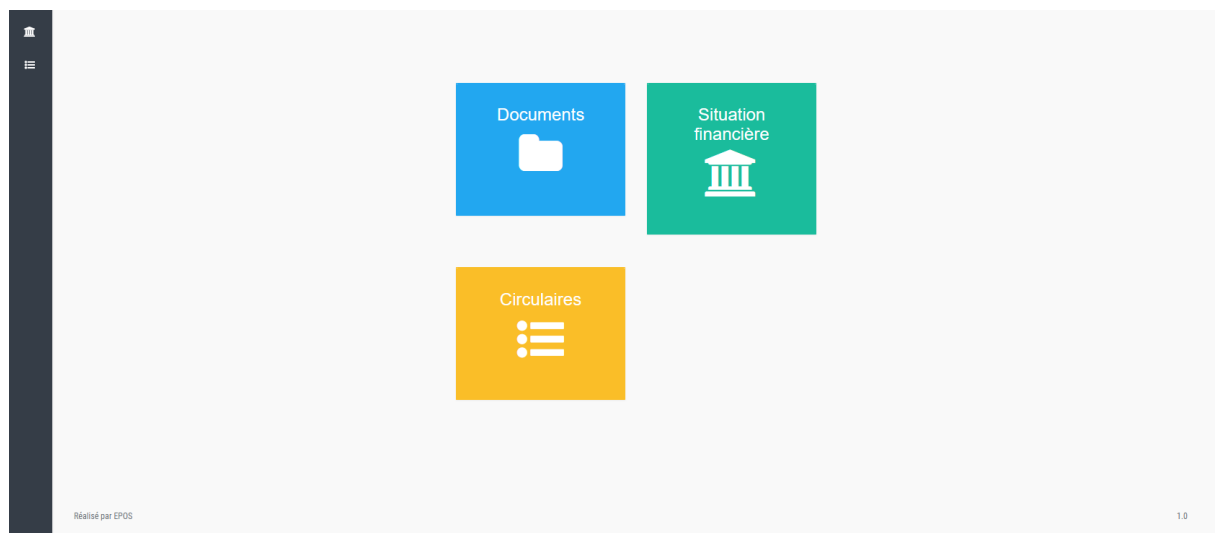 Documents
Situation
financière
Circulaires
Réalisé par EPOS
1.0